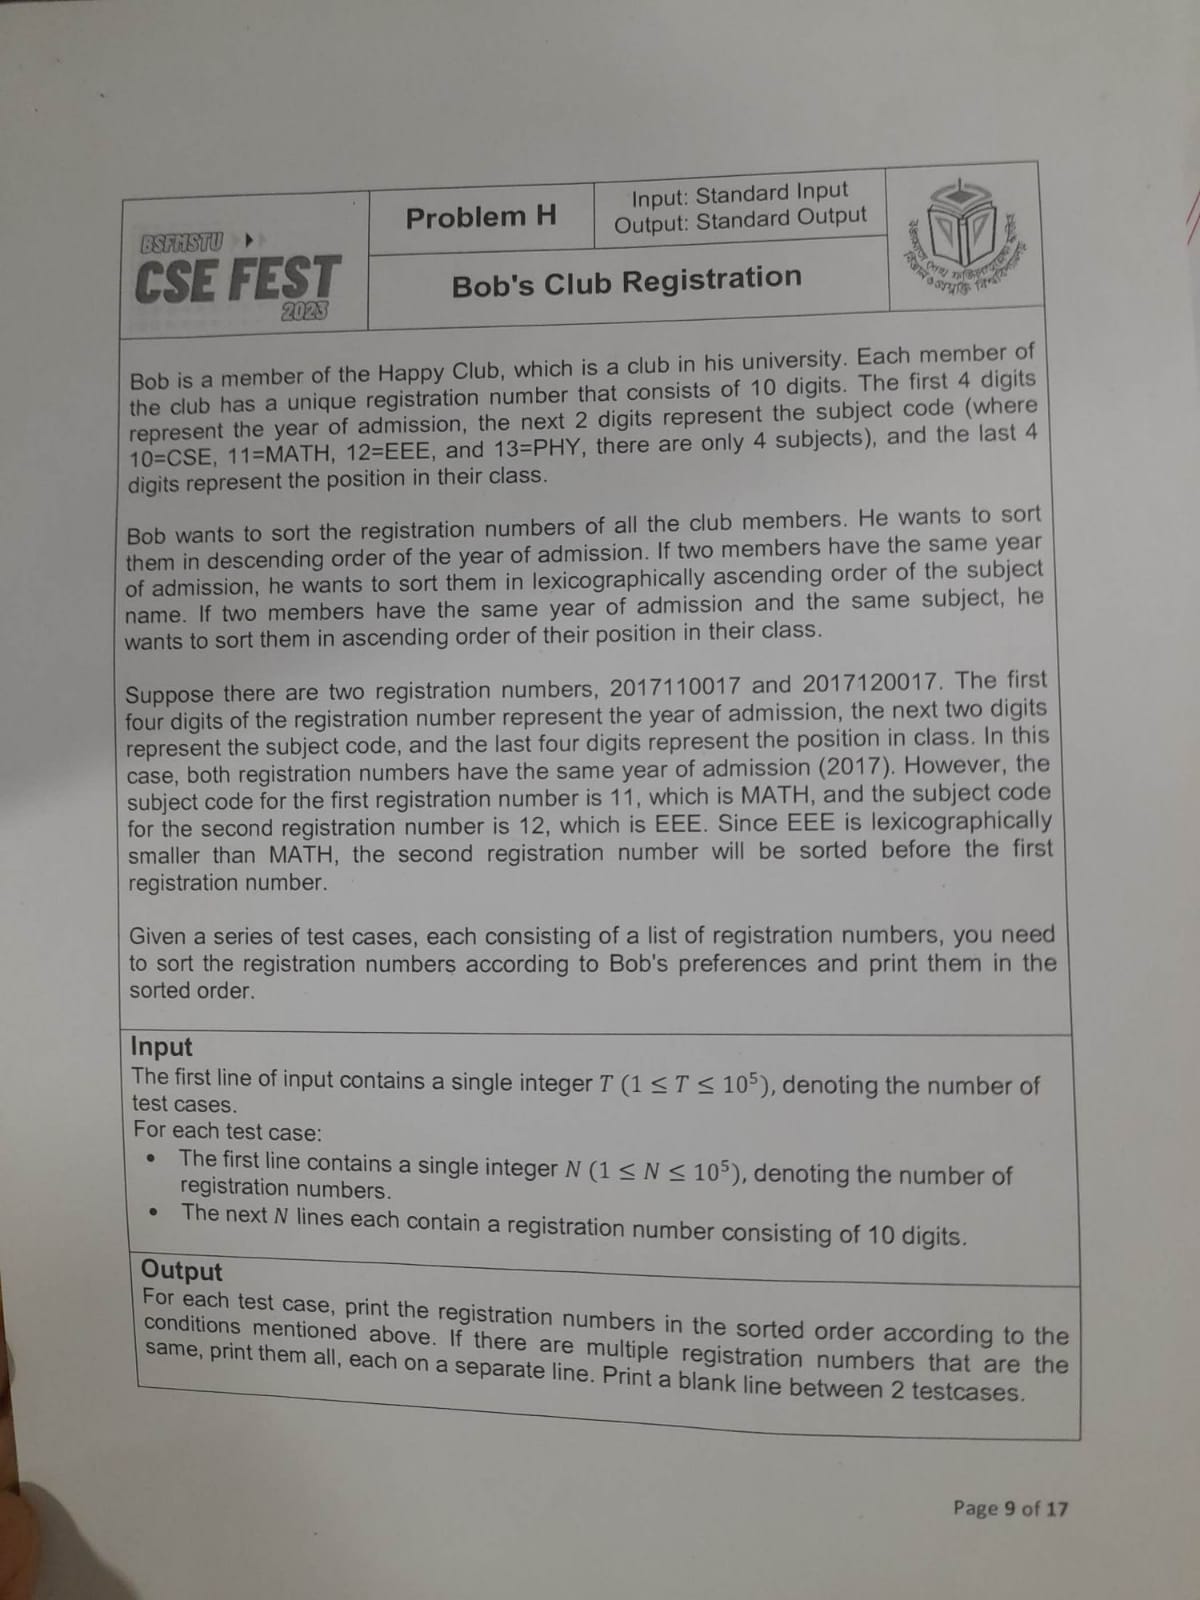 BSFMSTU
CSE FEST
2023
Problem H
Input: Standard Input
Output: Standard Output
Bob's Club Registration
Bob is a member of the Happy Club, which is a club in his university. Each member of
the club has a unique registration number that consists of 10 digits. The first 4 digits
represent the year of admission, the next 2 digits represent the subject code (where
10=CSE, 11=MATH, 12=EEE, and 13=PHY, there are only 4 subjects), and the last 4
digits represent the position in their class.
Bob wants to sort the registration numbers of all the club members. He wants to sort
them in descending order of the year of admission. If two members have the same year
of admission, he wants to sort them in lexicographically ascending order of the subject
name. If two members have the same year of admission and the same subject, he
wants to sort them in ascending order of their position in their class.
Suppose there are two registration numbers, 2017110017 and 2017120017. The first
four digits of the registration number represent the year of admission, the next two digits
represent the subject code, and the last four digits represent the position in class. In this
case, both registration numbers have the same year of admission (2017). However, the
subject code for the first registration number is 11, which is MATH, and the subject code
for the second registration number is 12, which is EEE. Since EEE is lexicographically
smaller than MATH, the second registration number will be sorted before the first
registration number.
Given a series of test cases, each consisting of a list of registration numbers, you need
to sort the registration numbers according to Bob's preferences and print them in the
sorted order.
Input
The first line of input contains a single integer T (1 ≤ T ≤ 10⁵), denoting the number of
test cases.
For each test case:
• The first line contains a single integer N (1 ≤ N ≤ 10⁵), denoting the number of
registration numbers.
• The next N lines each contain a registration number consisting of 10 digits.
Output
For each test case, print the registration numbers in the sorted order according to the
conditions mentioned above. If there are multiple registration numbers that are the
same, print them all, each on a separate line. Print a blank line between 2 testcases.
Page 9 of 17